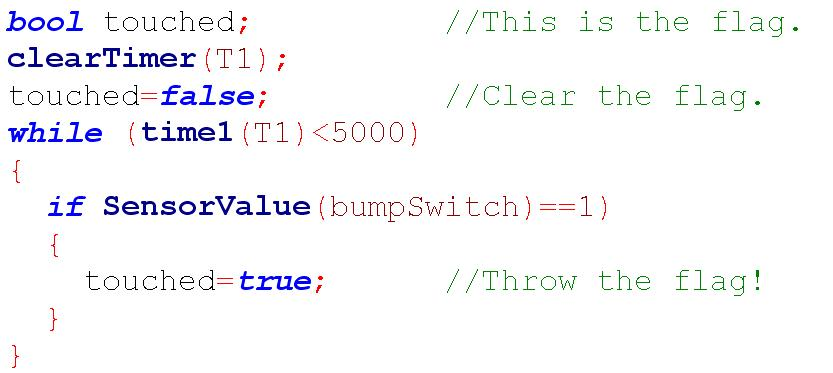 bool touched; //This is the flag.
clearTimer(T1);
touched=false; //Clear the flag.
while (time1(T1)<5000)
{
if SensorValue(bumpSwitch)==1)
{
touched=true; //Throw the flag!
}
}